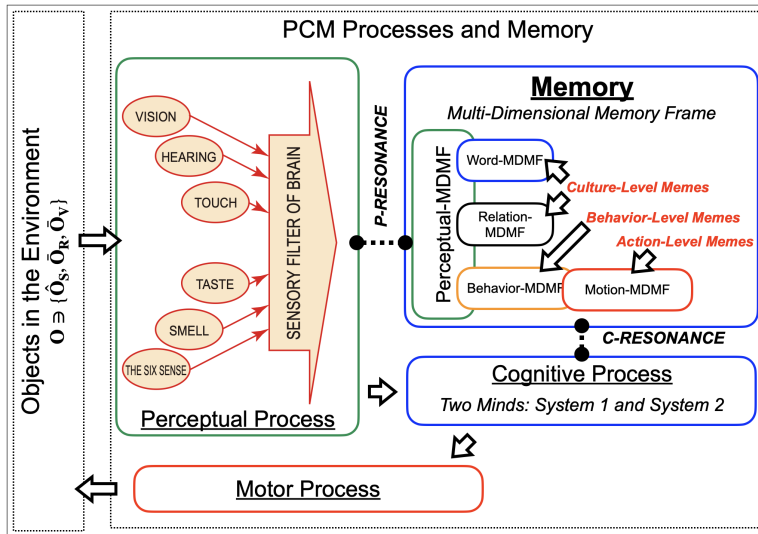 PCM Processes and Memory
Objects in the Environment
O ∋ {Ô_S, Ō_R, Ō_V}
VISION
HEARING
TOUCH
TASTE
SMELL
THE SIX SENSE
SENSORY FILTER OF BRAIN
Perceptual Process
P-RESONANCE
Memory
Multi-Dimensional Memory Frame
Perceptual-MDMF
Word-MDMF
Culture-Level Memes
Relation-
MDMF
Behavior-Level Memes
Action-Level Memes
Behavior-MDMF
Motion-MDMF
C-RESONANCE
Cognitive Process
Two Minds: System 1 and System 2
Motor Process